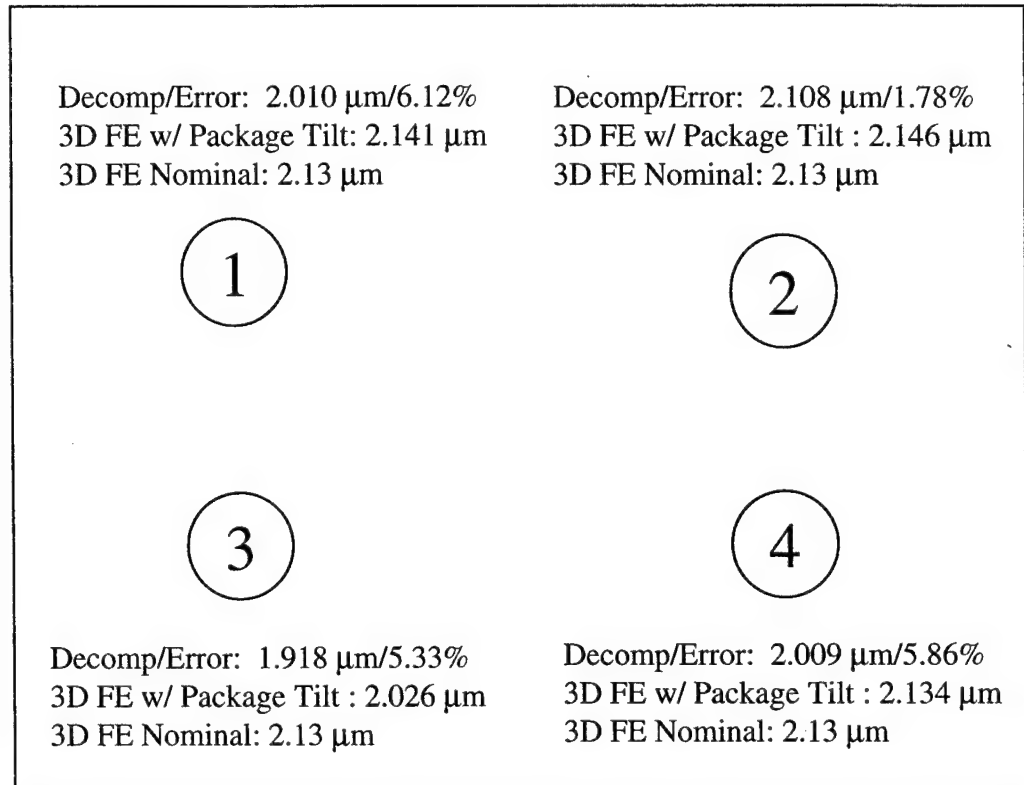 Decomp/Error: 2.010 μm/6.12%
3D FE w/ Package Tilt: 2.141 μm
3D FE Nominal: 2.13 μm
Decomp/Error: 2.108 μm/1.78%
3D FE w/ Package Tilt : 2.146 μm
3D FE Nominal: 2.13 μm
1
2
3
4
Decomp/Error: 1.918 μm/5.33%
3D FE w/ Package Tilt : 2.026 μm
3D FE Nominal: 2.13 μm
Decomp/Error: 2.009 μm/5.86%
3D FE w/ Package Tilt : 2.134 μm
3D FE Nominal: 2.13 μm